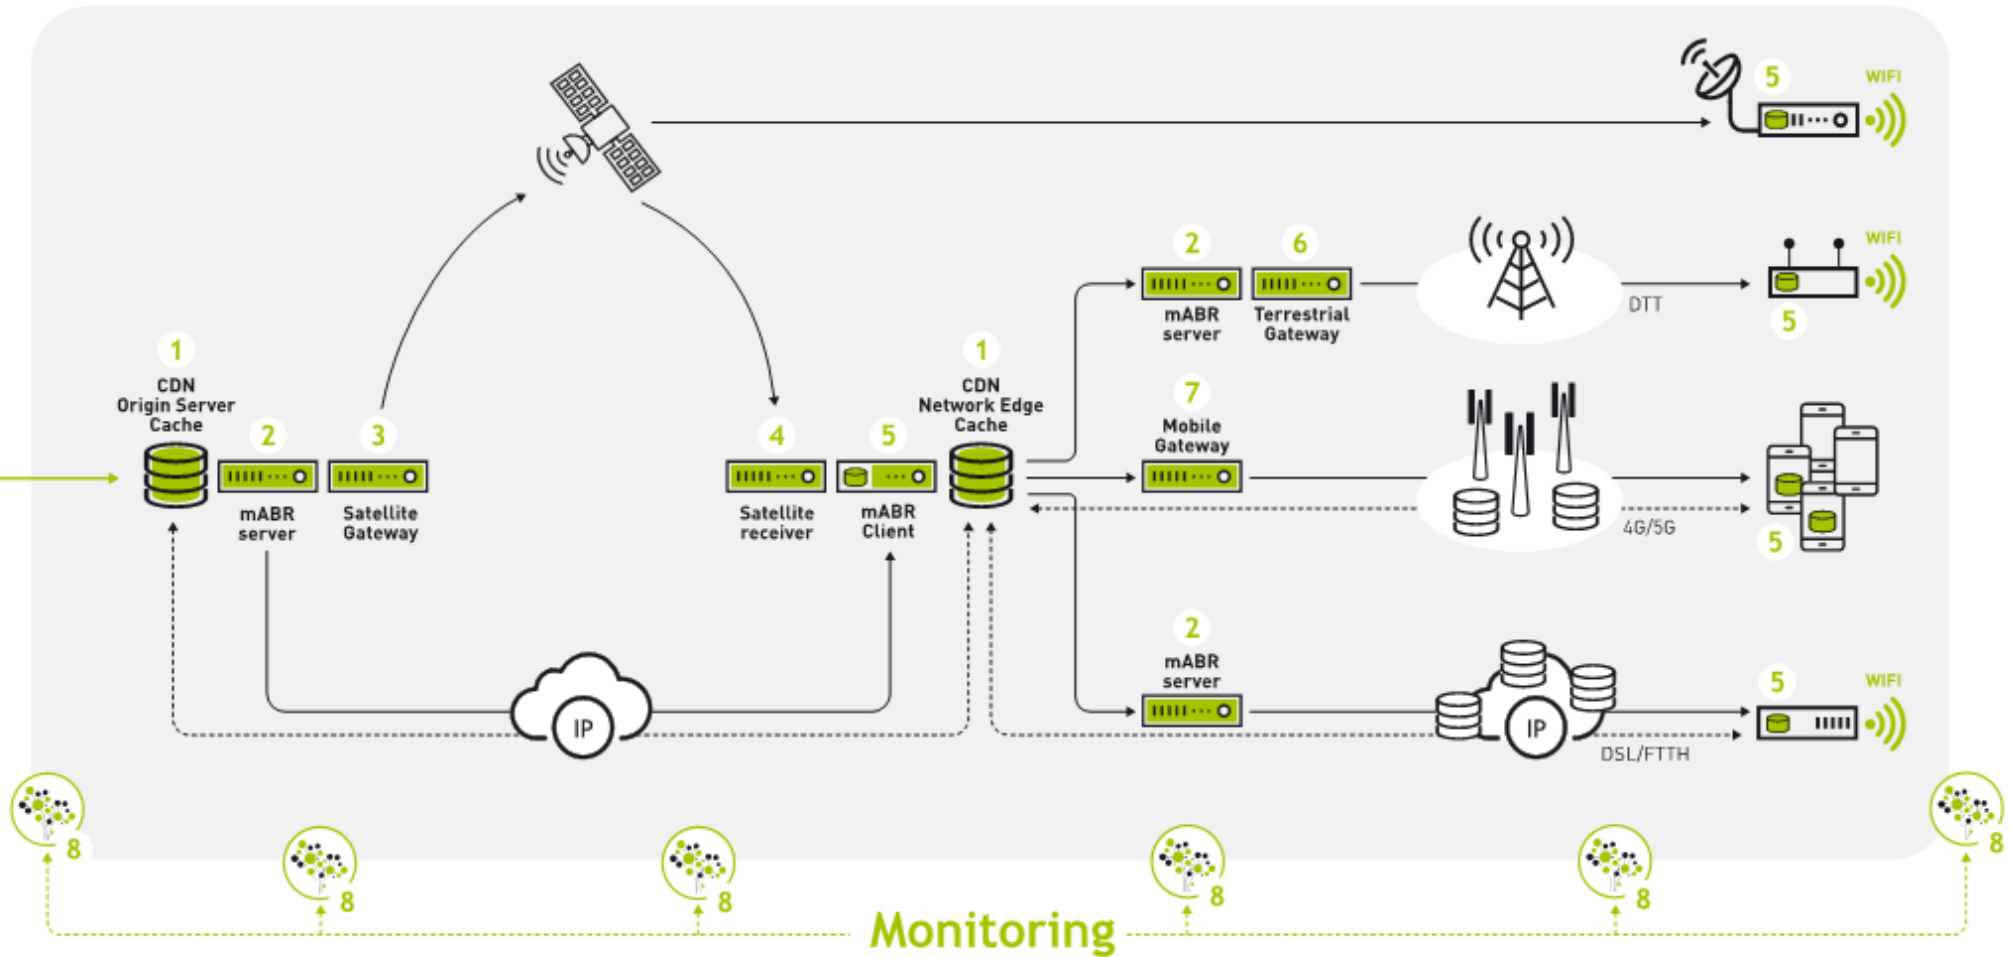 5
WIFI
2
6
WIFI
mABR
server
Terrestrial
Gateway
DTT
5
1
CDN
Origin Server
Cache
2
3
mABR
server
Satellite
Gateway
4
5
Satellite
receiver
mABR
Client
1
CDN
Network Edge
Cache
7
Mobile
Gateway
4G/5G
5
IP
2
mABR
server
IP
DSL/FTTH
5
WIFI
8
8
8
8
8
8
Monitoring